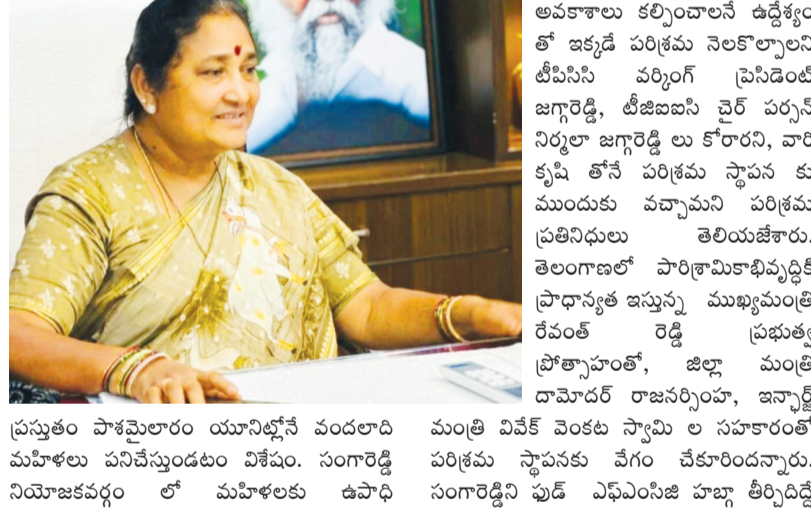 ప్రస్తుతం పాశమైలారం యూనిట్లోనే వందలాది
మహిళలు పనిచేస్తుండటం విశేషం. సంగారెడ్డి
నియోజకవర్గం లో మహిళలకు ఉపాధి
అవకాశాలు కల్పించాలనే ఉద్దేశ్యం
తో ఇక్కడే పరిశ్రమ నెలకొల్పాలని
టీపిసిసి వర్కింగ్ ప్రెసిడెంట్
జగ్గారెడ్డి, టీజిఐఐసి చైర్ పర్సన్
నిర్మలా జగ్గారెడ్డి లు కోరారని, వారి
కృషి తోనే పరిశ్రమ స్థాపన కు
ముందుకు వచ్చామని పరిశ్రమ
ప్రతినిధులు తెలియజేశారు.
తెలంగాణలో పారిశ్రామికాభివృద్ధికి
ప్రాధాన్యత ఇస్తున్న ముఖ్యమంత్రి
రేవంత్ రెడ్డి ప్రభుత్వ
ప్రోత్సాహంతో, జిల్లా మంత్రి
దామోదర్ రాజనర్సింహ, ఇన్ఛార్జ్
మంత్రి వివేక్ వెంకట స్వామి ల సహకారంతో
పరిశ్రమ స్థాపనకు వేగం చేకూరిందన్నారు.
సంగారెడ్డిని ఫుడ్ ఎఫ్ఎంసిజి హబ్గా తీర్చిదిద్దే